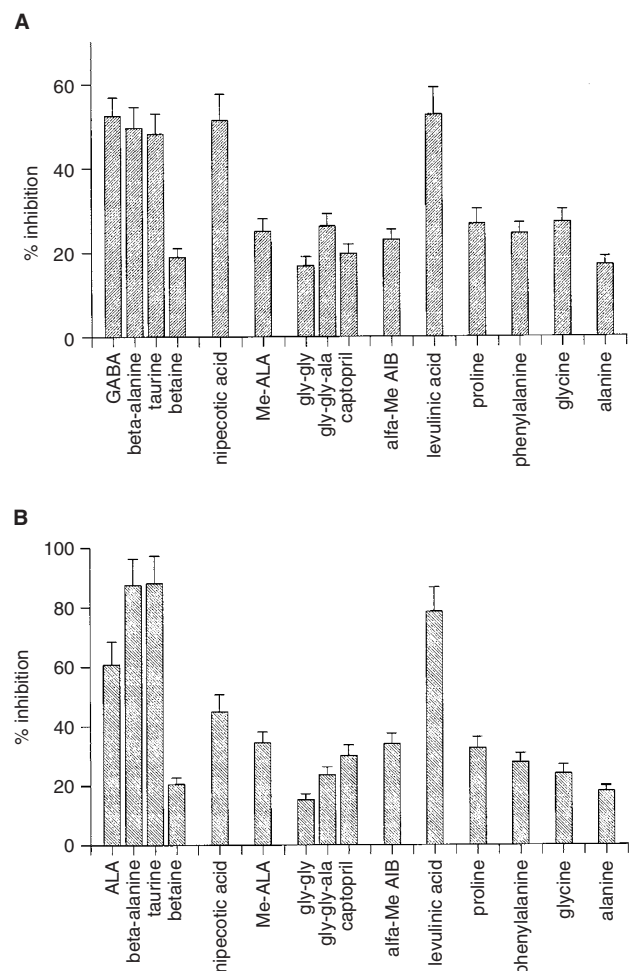 A
% inhibition
60
40
20
0
GABA
beta-alanine
taurine
betaine
nipecotic acid
Me-ALA
gly-gly
gly-gly-ala
captopril
alfa-Me AIB
levulinic acid
proline
phenylalanine
glycine
alanine
B
% inhibition
100
80
60
40
20
0
ALA
beta-alanine
taurine
betaine
nipecotic acid
Me-ALA
gly-gly
gly-gly-ala
captopril
alfa-Me AIB
levulinic acid
proline
phenylalanine
glycine
alanine